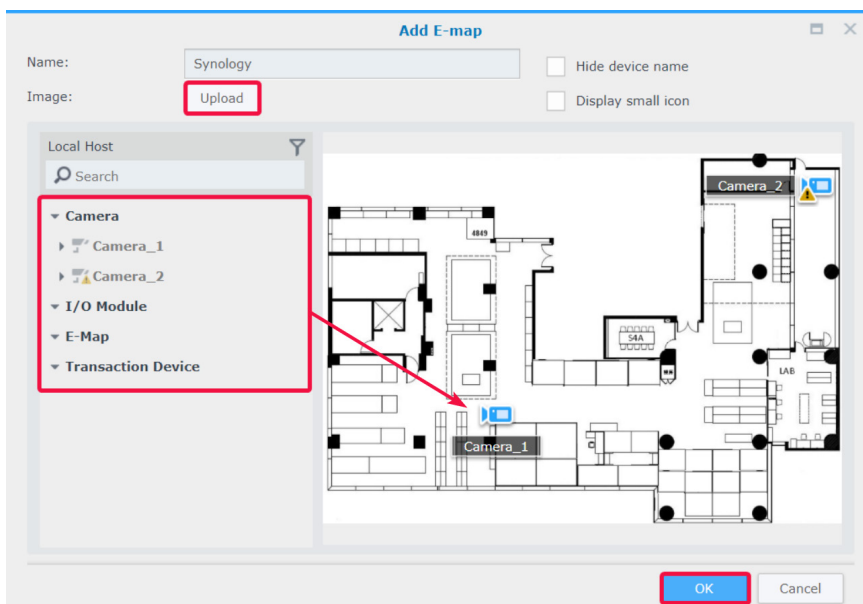 Add E-map
Name:
Synology
Hide device name
Image:
Upload
Display small icon
Local Host
Search
Camera
Camera_1
Camera_2
I/O Module
E-Map
Transaction Device
4849
Camera_2
S4A
LAB
Camera_1
OK
Cancel